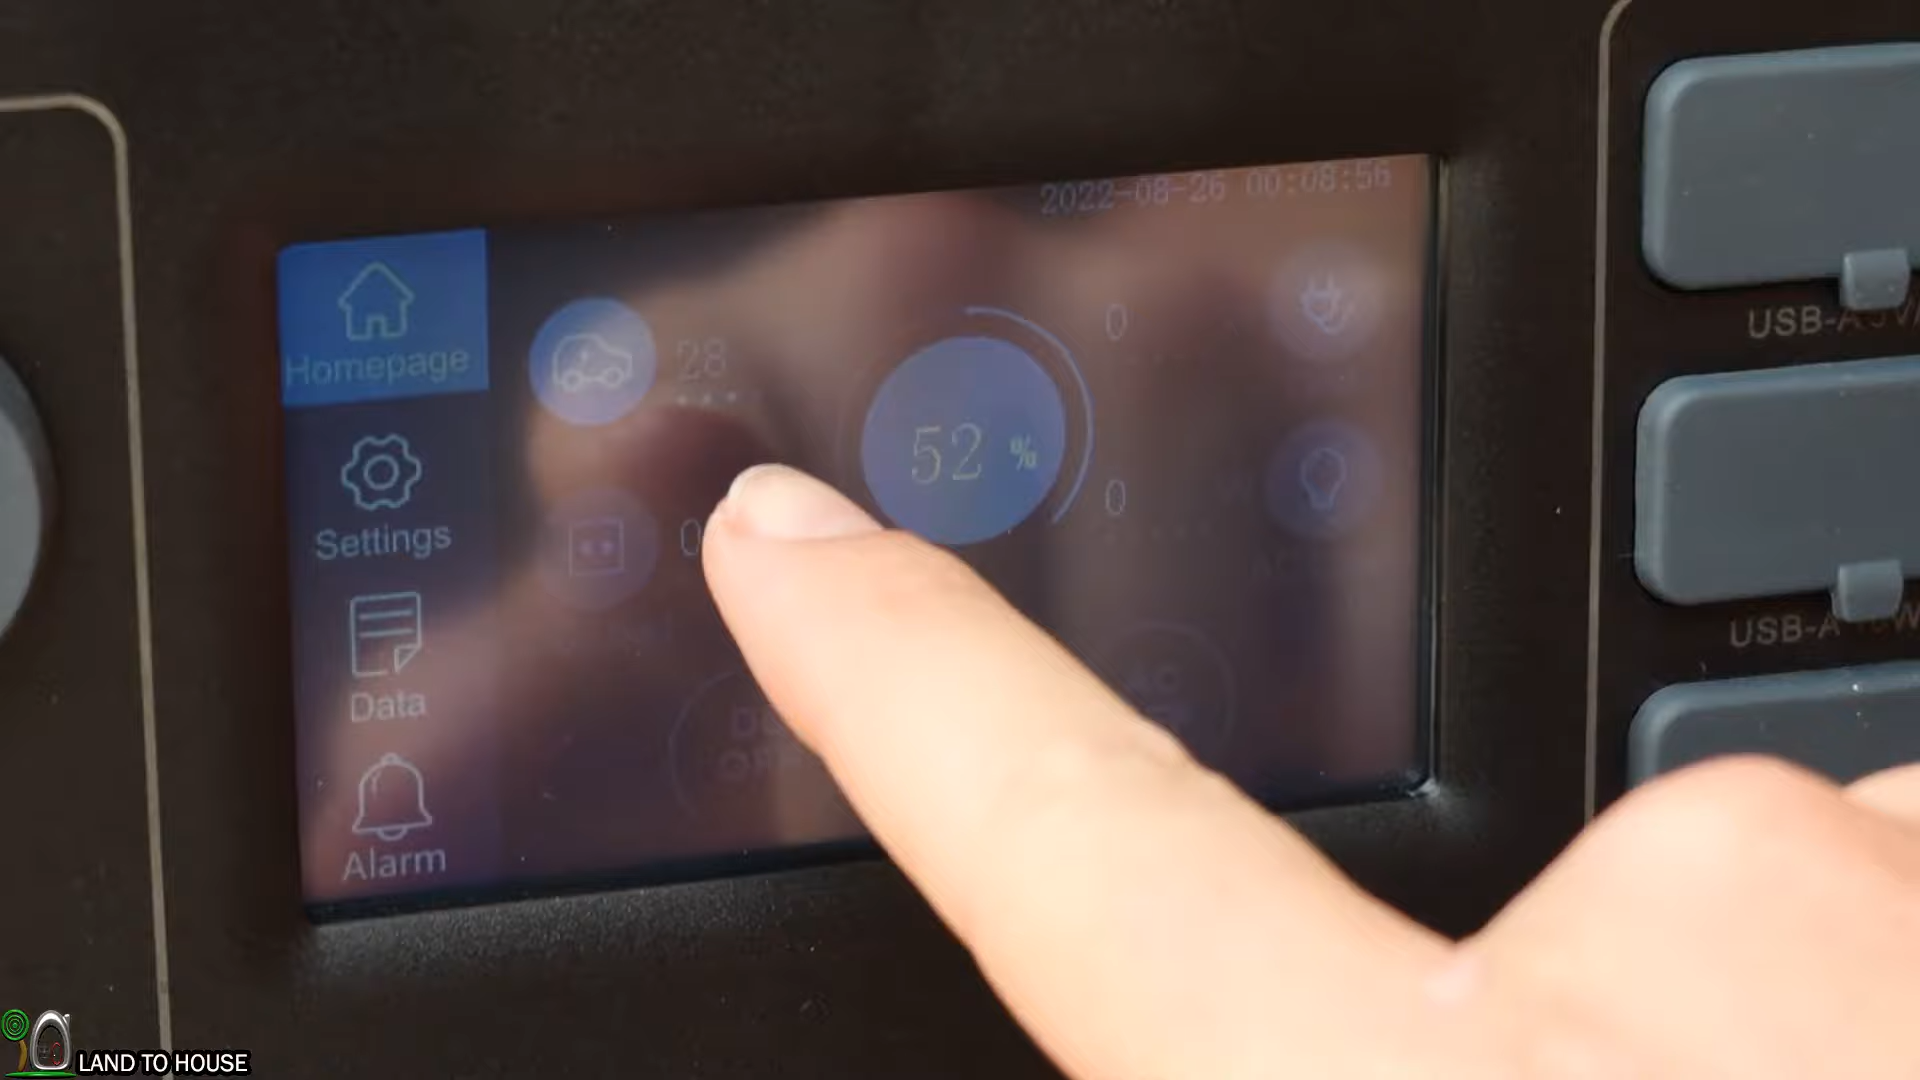 2022-08-26 00:08:56
Homepage
28
0
52 %
0
0
Settings
Data
Alarm
USB-A
USB-A
LAND TO HOUSE